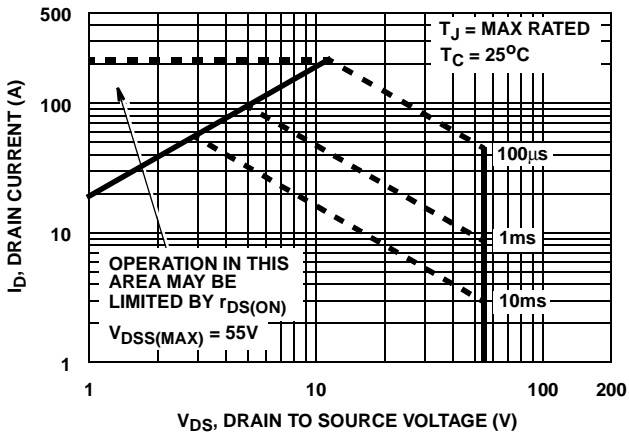 500
100
10
1
I_D, DRAIN CURRENT (A)
T_J = MAX RATED
T_C = 25°C
100μs
1ms
10ms
OPERATION IN THIS
AREA MAY BE
LIMITED BY r_DS(ON)
V_DSS(MAX) = 55V
1
10
100
200
V_DS, DRAIN TO SOURCE VOLTAGE (V)